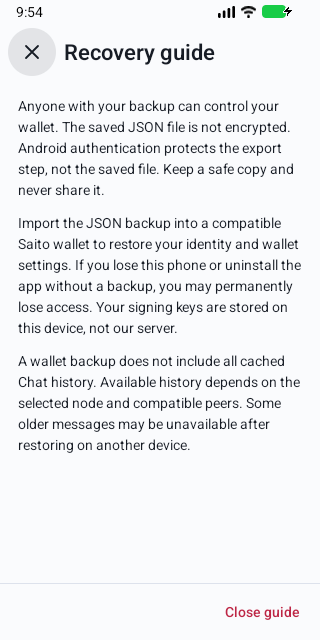 9:54
Recovery guide
Anyone with your backup can control your
wallet. The saved JSON file is not encrypted.
Android authentication protects the export
step, not the saved file. Keep a safe copy and
never share it.
Import the JSON backup into a compatible
Saito wallet to restore your identity and wallet
settings. If you lose this phone or uninstall the
app without a backup, you may permanently
lose access. Your signing keys are stored on
this device, not our server.
A wallet backup does not include all cached
Chat history. Available history depends on the
selected node and compatible peers. Some
older messages may be unavailable after
restoring on another device.
Close guide